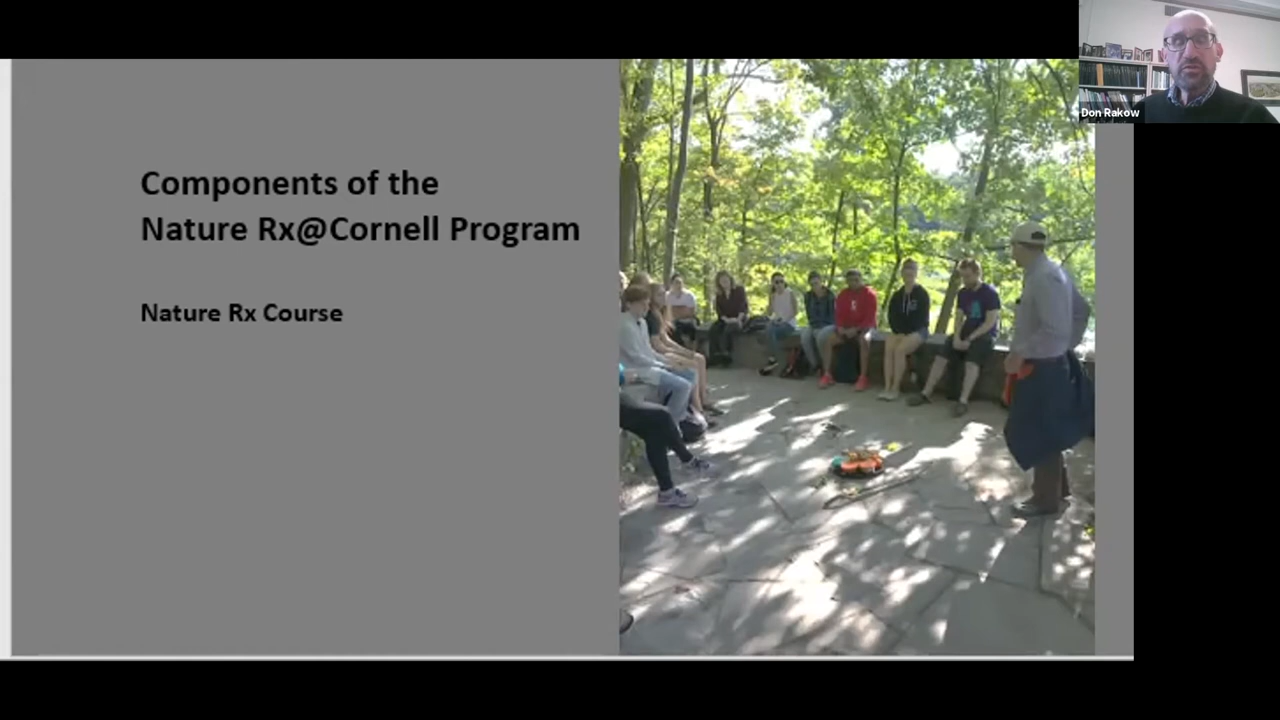 Components of the
Nature Rx@Cornell Program
Nature Rx Course
Don Rakow